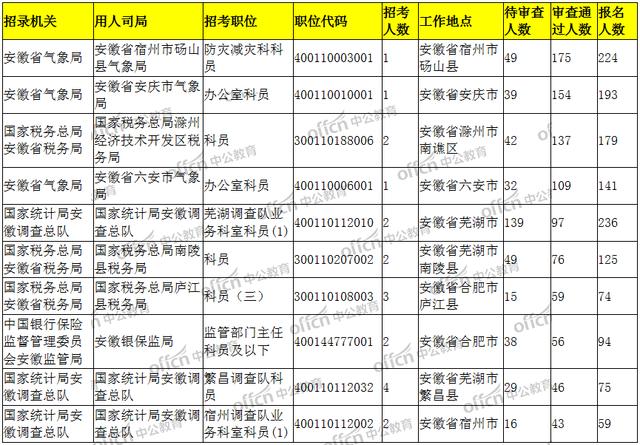 招录机关 用人司局 招考职位 职位代码 招考人数 工作地点 待审查人数 审查通过人数 报名人数
安徽省气象局 安徽省宿州市砀山县气象局 防灾减灾科科员 400110003001 1 安徽省宿州市砀山县 49 175 224
安徽省气象局 安徽省安庆市气象局 办公室科员 400110010001 1 安徽省安庆市 39 154 193
国家税务总局安徽省税务局 国家税务总局滁州经济技术开发区税务局 科员 300110188006 2 安徽省滁州市南谯区 42 137 179
安徽省气象局 安徽省六安市气象局 办公室科员 400110006001 1 安徽省六安市 32 109 141
国家统计局安徽调查总队 国家统计局安徽调查总队 芜湖调查队业务科室科员(1) 400110112010 2 安徽省芜湖市 139 97 236
国家税务总局安徽省税务局 国家税务总局南陵县税务局 科员 300110207002 2 安徽省芜湖市南陵县 49 76 125
国家税务总局安徽省税务局 国家税务总局庐江县税务局 科员（三） 300110108003 3 安徽省合肥市庐江县 15 59 74
中国银行保险监督管理委员会安徽监管局 安徽银保监局 监管部门主任科员及以下 400144777001 2 安徽省合肥市 38 56 94
国家统计局安徽调查总队 国家统计局安徽调查总队 繁昌调查队科员 400110112032 4 安徽省芜湖市繁昌县 29 46 75
国家统计局安徽调查总队 国家统计局安徽调查总队 宿州调查队业务科室科员(1) 400110112002 2 安徽省宿州市 16 43 59
offcn 中公教育